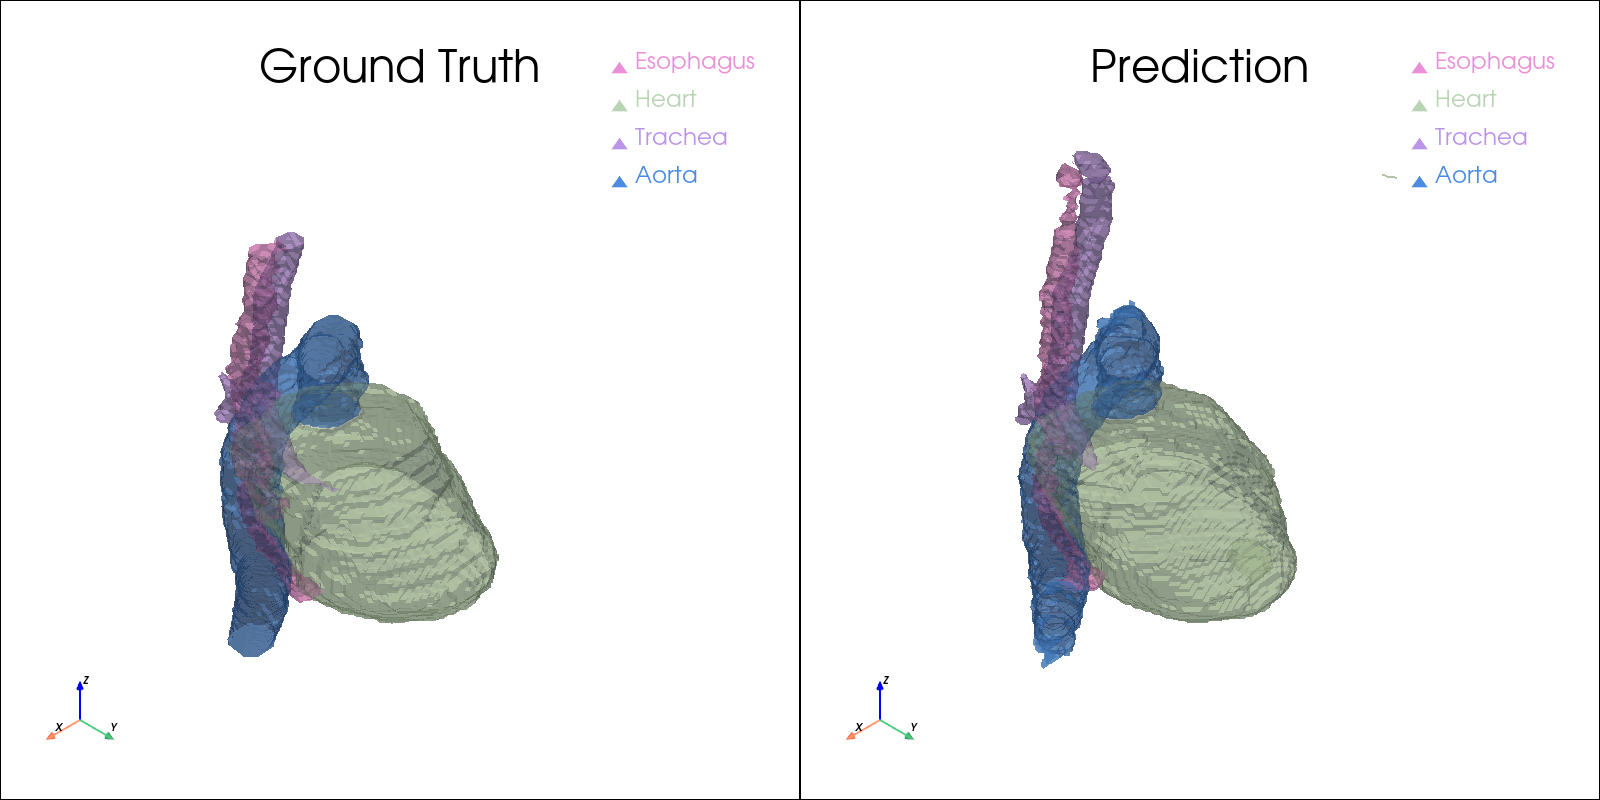 Ground Truth
Esophagus
Heart
Trachea
Aorta
Z
X
Y
Prediction
Esophagus
Heart
Trachea
Aorta
Z
X
Y